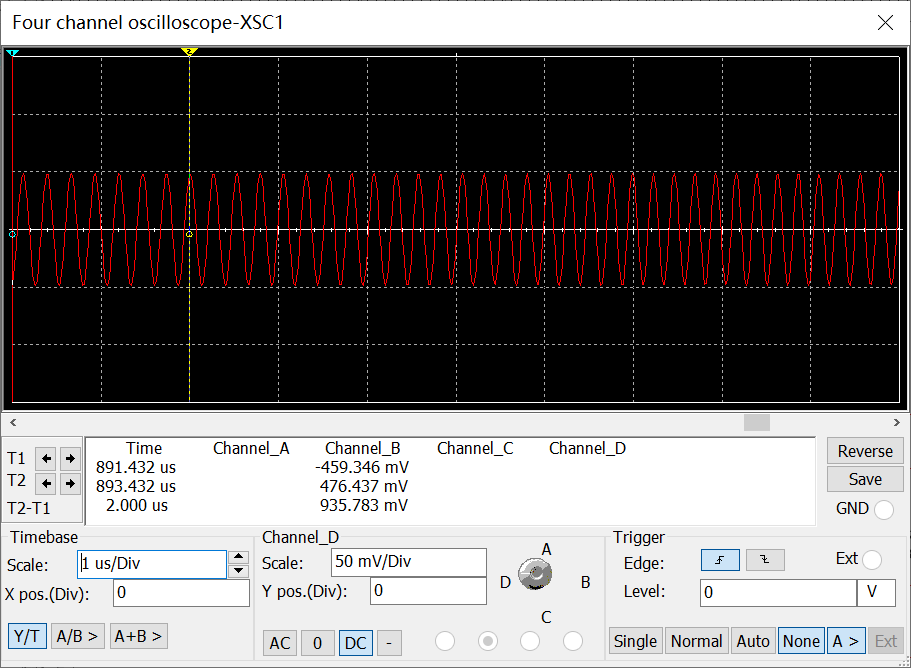 Four channel oscilloscope-XSC1
1 2
T1
T2
T2-T1
Time Channel_A Channel_B Channel_C Channel_D
891.432 us -459.346 mV
893.432 us 476.437 mV
2.000 us 935.783 mV
Reverse
Save
GND
Timebase
Scale: 1 us/Div
X pos.(Div): 0
Y/T A/B > A+B >
Channel_D
Scale: 50 mV/Div
Y pos.(Div): 0
AC 0 DC -
A
D B
C
Trigger
Edge: Ext
Level: 0 V
Single Normal Auto None A > Ext